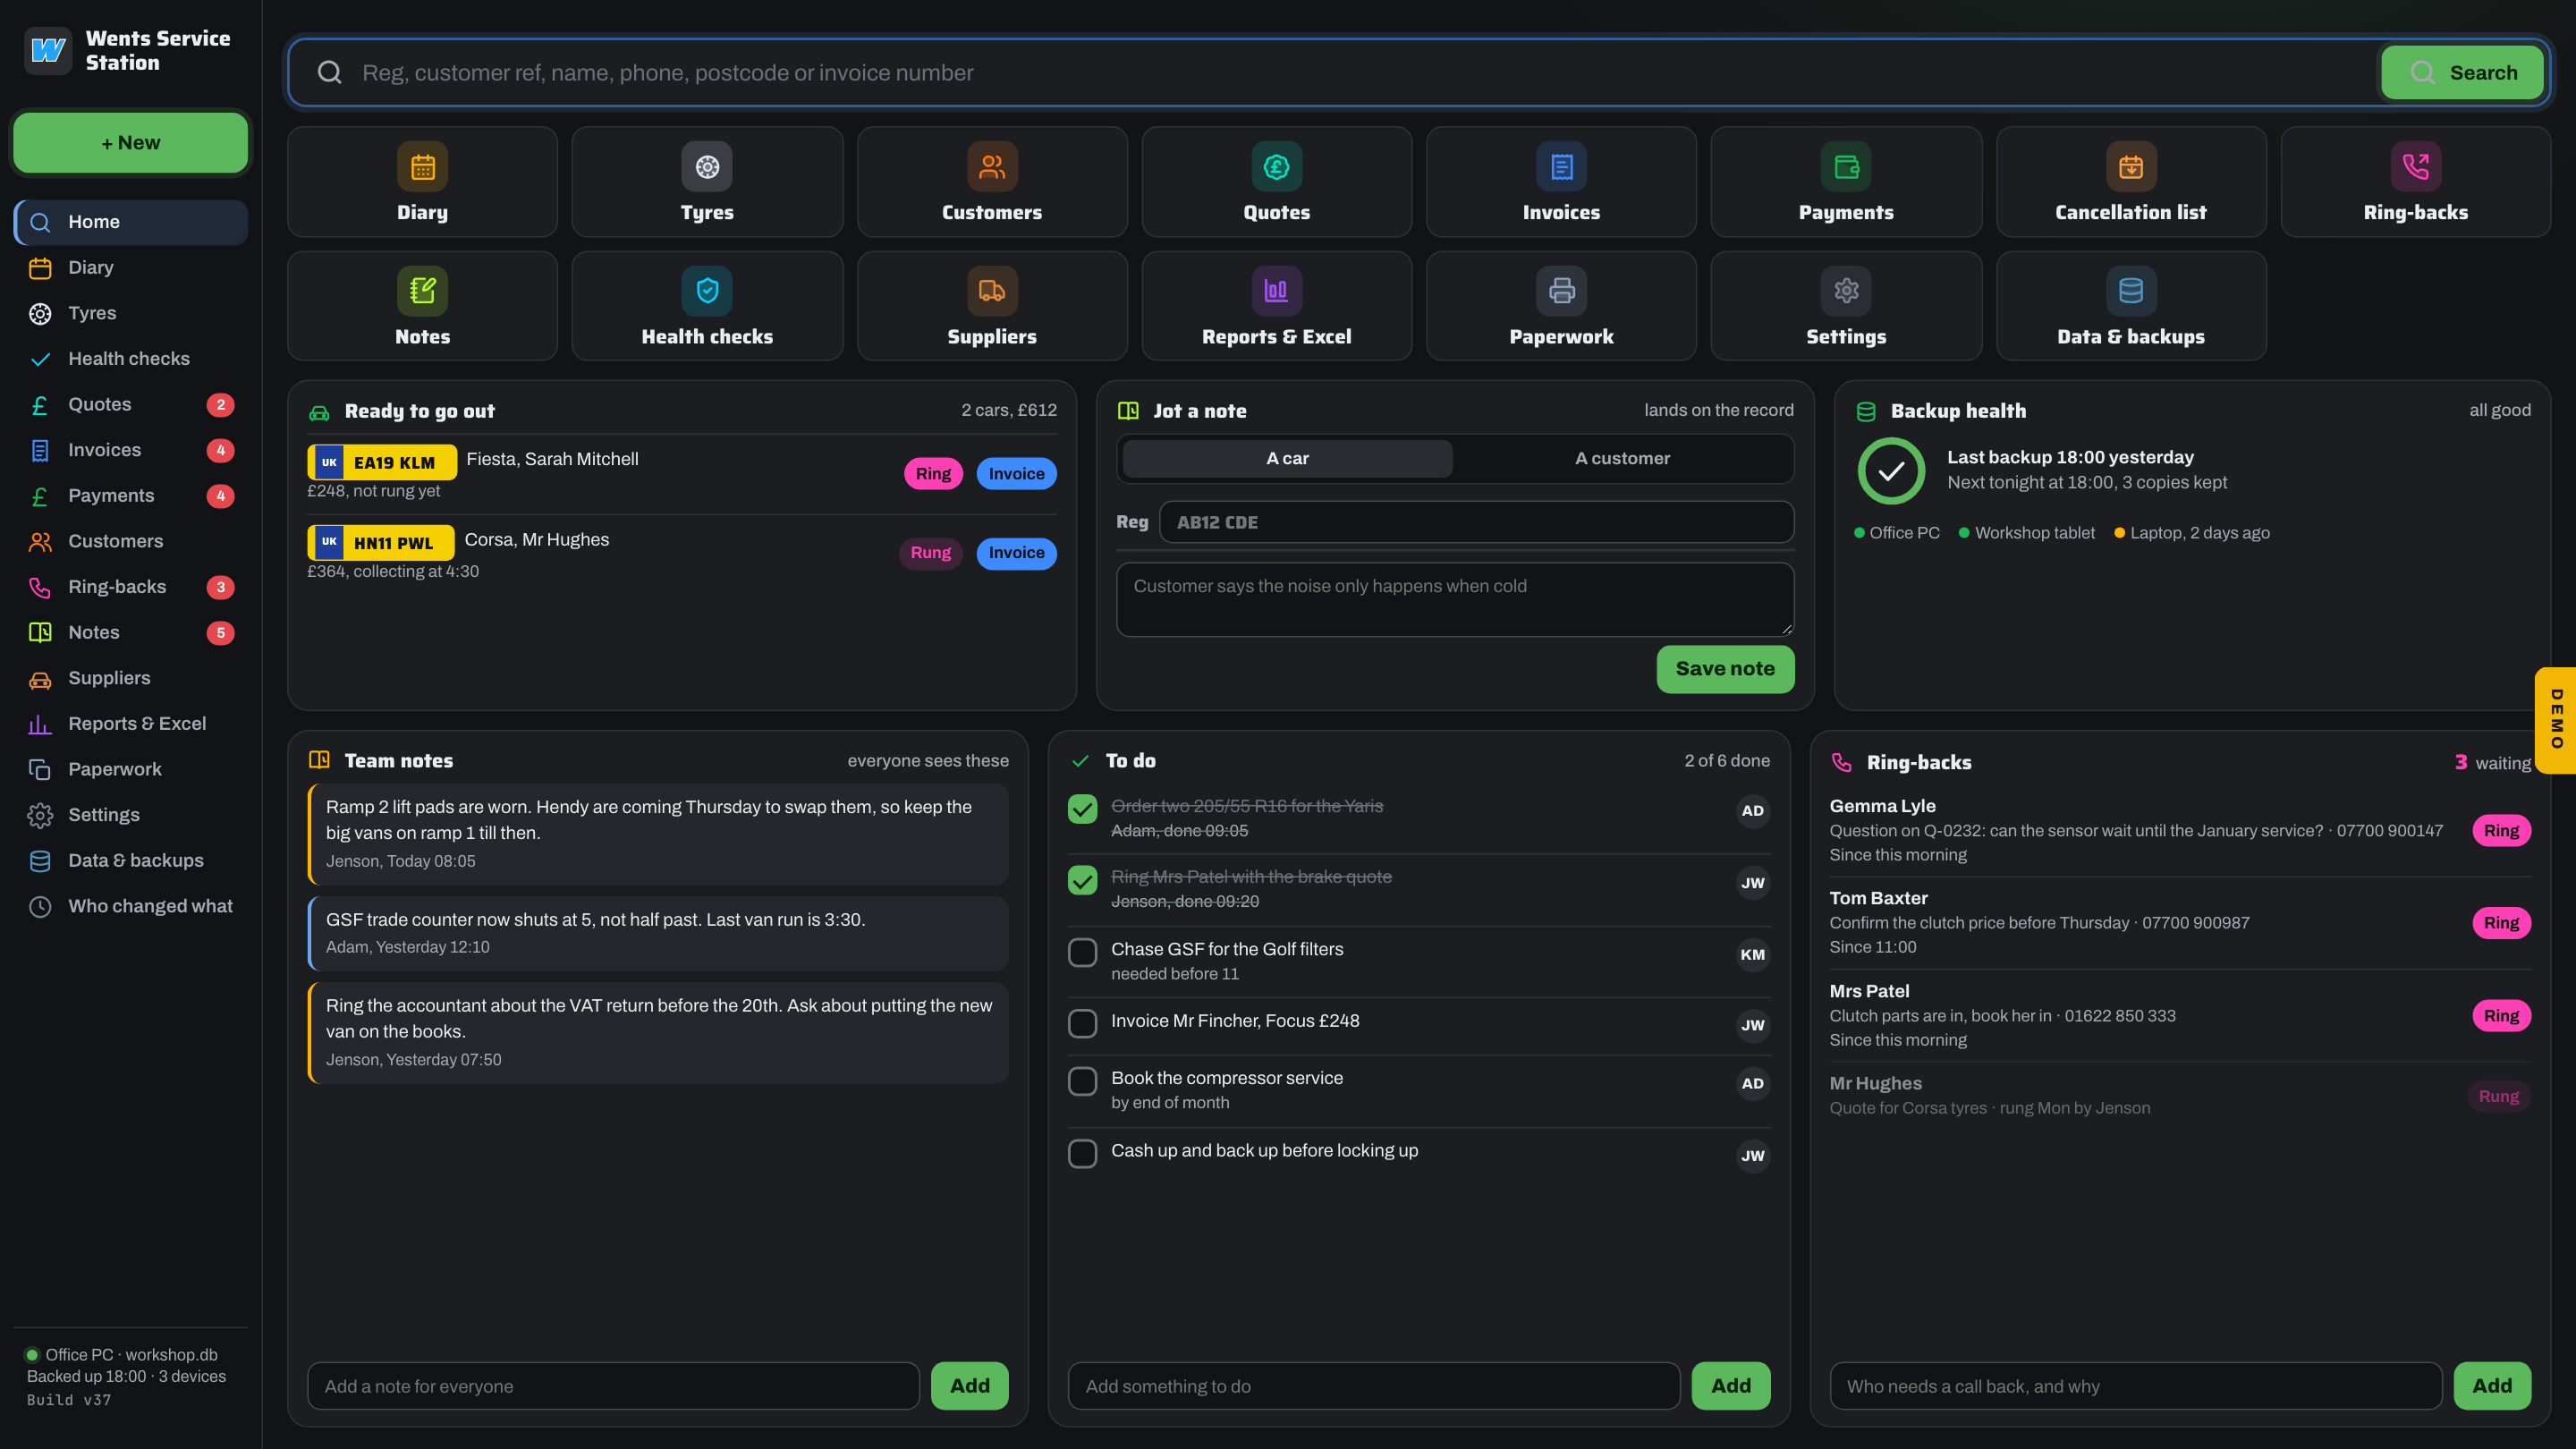 Wents Service
Station
+ New
Home
Diary
Tyres
Health checks
Quotes 2
Invoices 4
Payments 4
Customers
Ring-backs 3
Notes 5
Suppliers
Reports & Excel
Paperwork
Settings
Data & backups
Who changed what
Office PC · workshop.db
Backed up 18:00 · 3 devices
Build v37
Reg, customer ref, name, phone, postcode or invoice number
Search
Diary
Tyres
Customers
Quotes
Invoices
Payments
Cancellation list
Ring-backs
Notes
Health checks
Suppliers
Reports & Excel
Paperwork
Settings
Data & backups
Ready to go out 2 cars, £612
UK EA19 KLM Fiesta, Sarah Mitchell
£248, not rung yet
Ring Invoice
UK HN11 PWL Corsa, Mr Hughes
£364, collecting at 4:30
Rung Invoice
Jot a note lands on the record
A car A customer
Reg AB12 CDE
Customer says the noise only happens when cold
Save note
Backup health all good
Last backup 18:00 yesterday
Next tonight at 18:00, 3 copies kept
Office PC Workshop tablet Laptop, 2 days ago
DEMO
Team notes everyone sees these
Ramp 2 lift pads are worn. Hendy are coming Thursday to swap them, so keep the
big vans on ramp 1 till then.
Jenson, Today 08:05
GSF trade counter now shuts at 5, not half past. Last van run is 3:30.
Adam, Yesterday 12:10
Ring the accountant about the VAT return before the 20th. Ask about putting the new
van on the books.
Jenson, Yesterday 07:50
Add a note for everyone Add
To do 2 of 6 done
Order two 205/55 R16 for the Yaris AD
Adam, done 09:05
Ring Mrs Patel with the brake quote JW
Jenson, done 09:20
Chase GSF for the Golf filters KM
needed before 11
Invoice Mr Fincher, Focus £248 JW
Book the compressor service AD
by end of month
Cash up and back up before locking up JW
Add something to do Add
Ring-backs 3 waiting
Gemma Lyle
Question on Q-0232: can the sensor wait until the January service? · 07700 900147
Since this morning
Ring
Tom Baxter
Confirm the clutch price before Thursday · 07700 900987
Since 11:00
Ring
Mrs Patel
Clutch parts are in, book her in · 01622 850 333
Since this morning
Ring
Mr Hughes
Quote for Corsa tyres · rung Mon by Jenson
Rung
Who needs a call back, and why Add